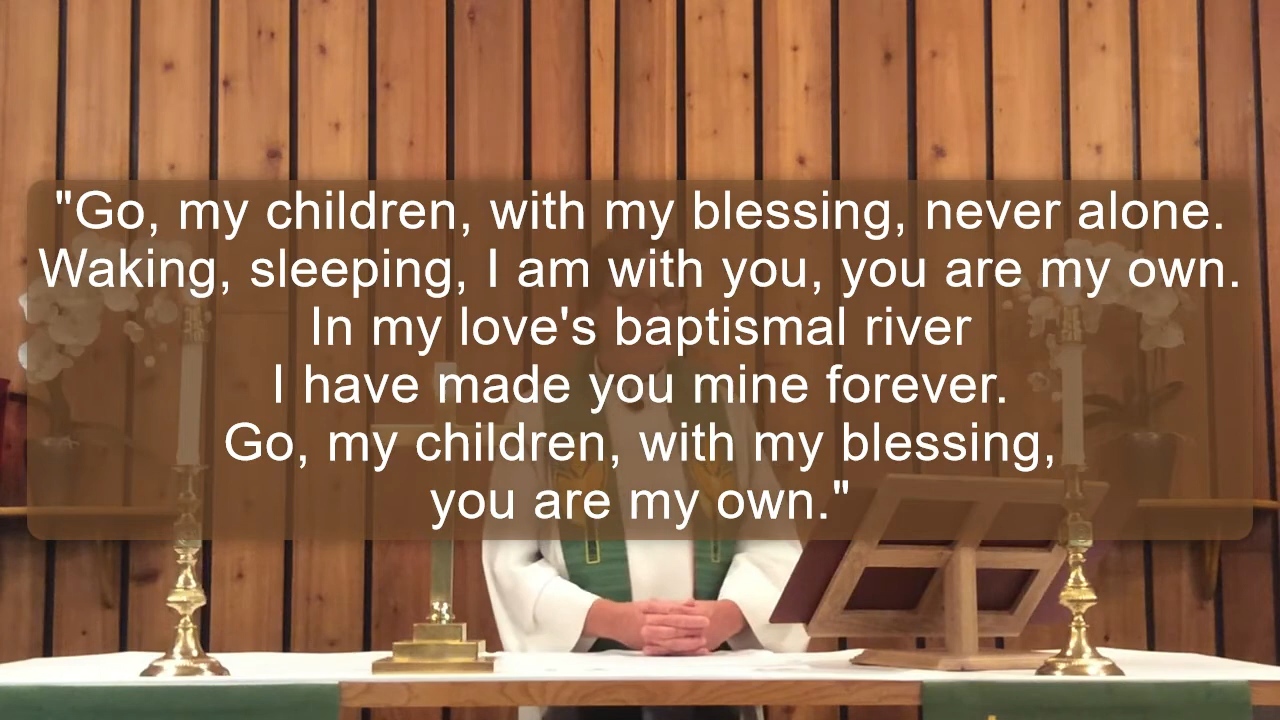 "Go, my children, with my blessing, never alone.
Waking, sleeping, I am with you, you are my own.
In my love's baptismal river
I have made you mine forever.
Go, my children, with my blessing,
you are my own."